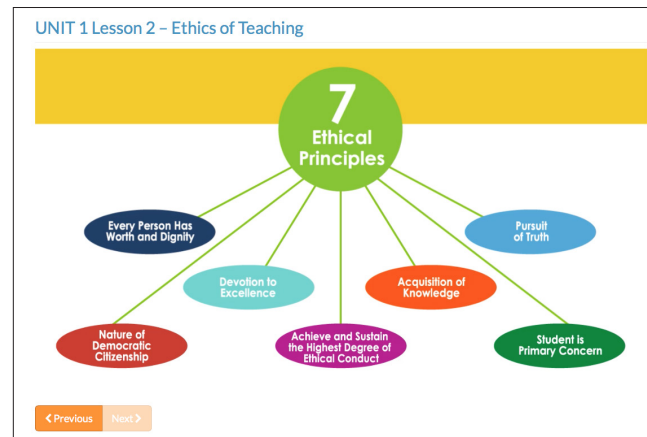 UNIT 1 Lesson 2 – Ethics of Teaching
7
Ethical
Principles
Every Person Has
Worth and Dignity
Pursuit
of Truth
Devotion to
Excellence
Acquisition of
Knowledge
Nature of
Democratic
Citizenship
Achieve and Sustain
the Highest Degree of
Ethical Conduct
Student is
Primary Concern
Previous
Next